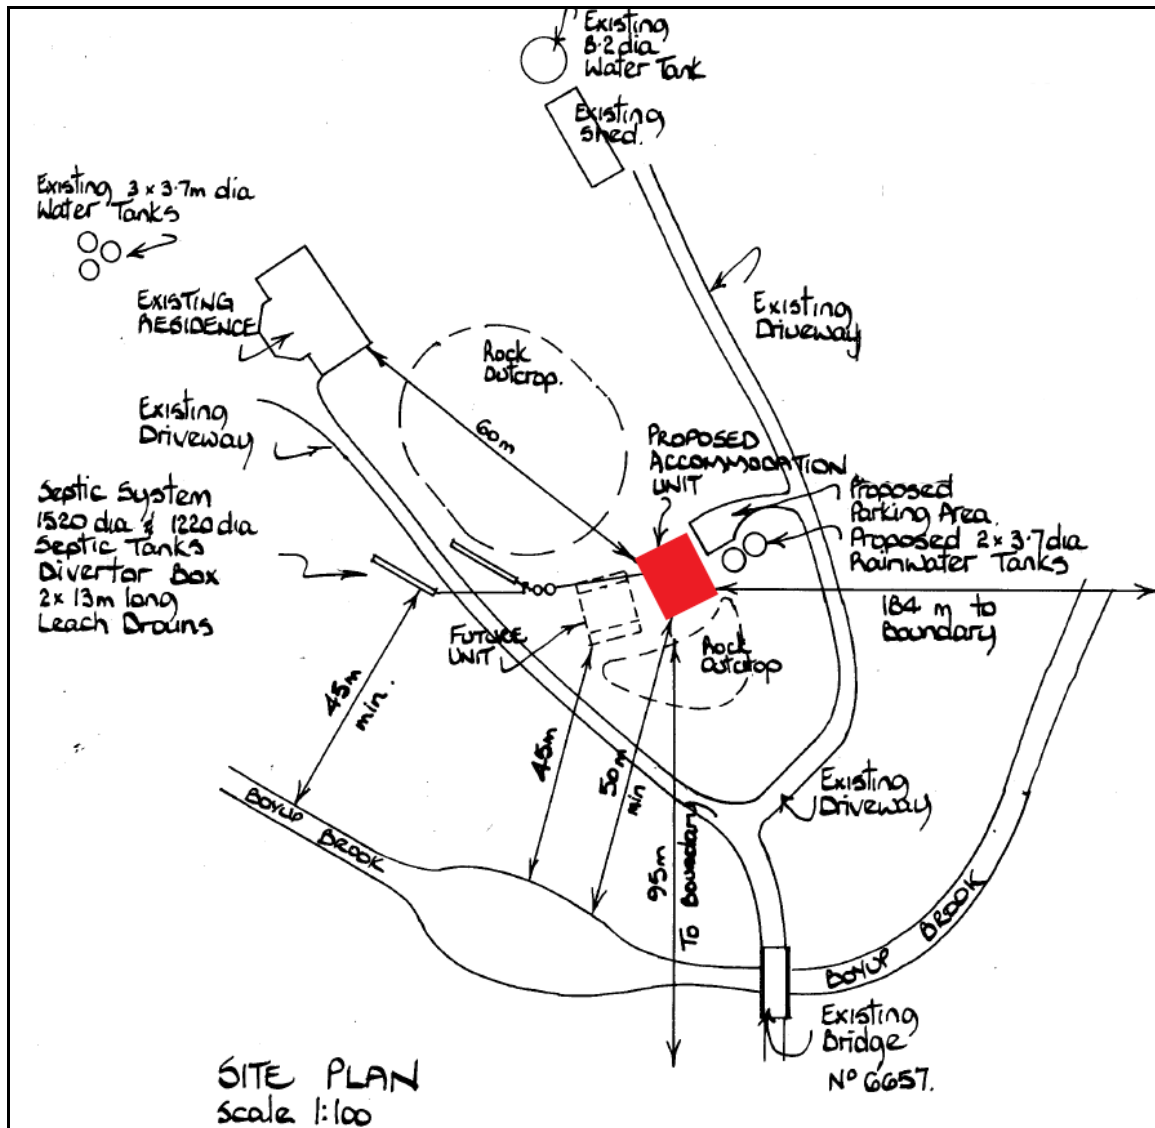 Existing
8.2 dia
Water Tank
Existing
Shed.
Existing 3 x 3.7m dia
Water Tanks
EXISTING
RESIDENCE
Rock
Outcrop.
Existing
Driveway
Existing
Driveway
60m
PROPOSED
ACCOMMODATION
UNIT
Proposed
Parking Area.
Proposed 2 x 3.7 dia
Rainwater Tanks
Septic System
1520 dia & 1220 dia
Septic Tanks
Divertor Box
2 x 13m long
Leach Drains
184 m to
Boundary
FUTURE
UNIT
Rock
Outcrop
45m
min.
45m
50m
min
95m
To Boundary
Existing
Driveway
BOYUP BROOK
BOYUP BROOK
Existing
Bridge
Nº 6657.
SITE PLAN
Scale 1:100